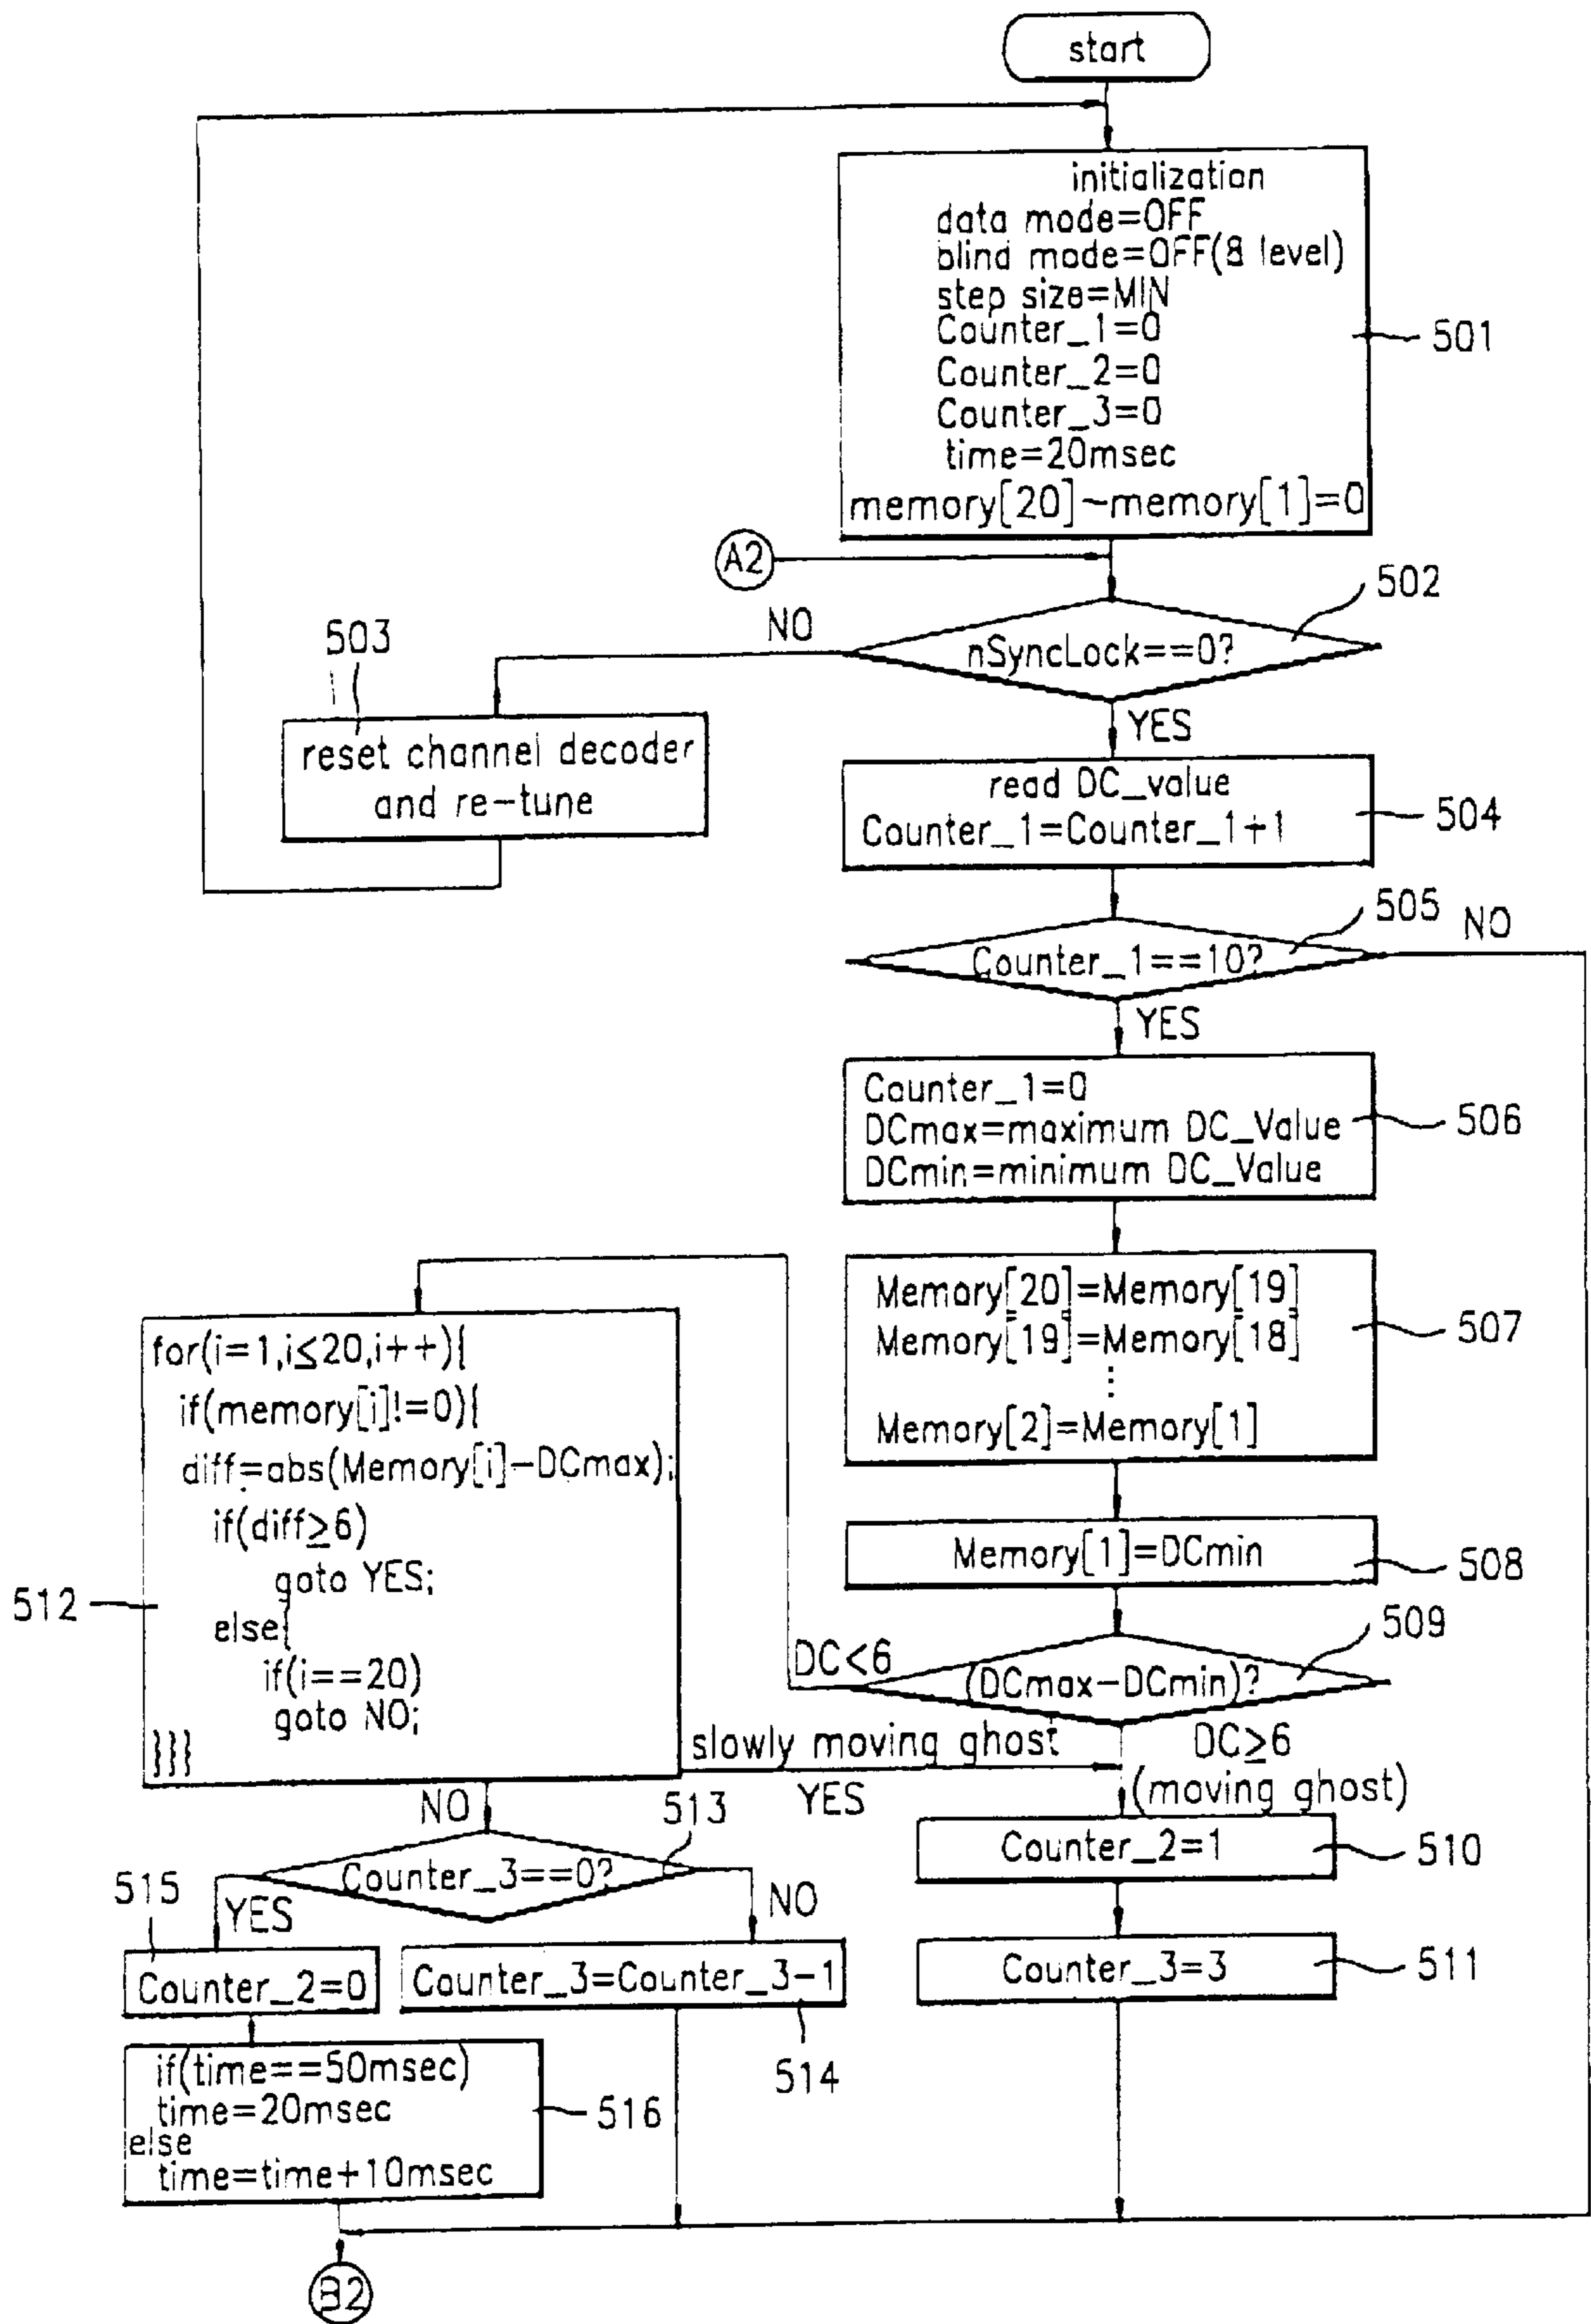 start
initialization
data mode=OFF
blind mode=OFF(8 level)
step size=MIN
Counter_1=0
Counter_2=0
Counter_3=0
time=20msec
memory[20]~memory[1]=0
501
A2
502
nSyncLock==0?
NO
YES
503
reset channel decoder
and re-tune
read DC_value
Counter_1=Counter_1+1
504
505
Counter_1==10?
NO
YES
Counter_1=0
DCmax=maximum DC_Value
DCmin=minimum DC_Value
506
Memory[20]=Memory[19]
Memory[19]=Memory[18]
⋮
Memory[2]=Memory[1]
507
Memory[1]=DCmin
508
509
(DCmax-DCmin)?
DC<6
DC≥6
(moving ghost)
for(i=1,i≤20,i++){
if(memory[i]!=0){
diff=abs(Memory[i]-DCmax);
if(diff≥6)
goto YES;
else{
if(i==20)
goto NO;
}}}
512
slowly moving ghost
YES
NO
513
Counter_3==0?
Counter_2=1
510
515
YES
NO
Counter_2=0
Counter_3=Counter_3-1
514
Counter_3=3
511
if(time==50msec)
time=20msec
else
time=time+10msec
516
B2